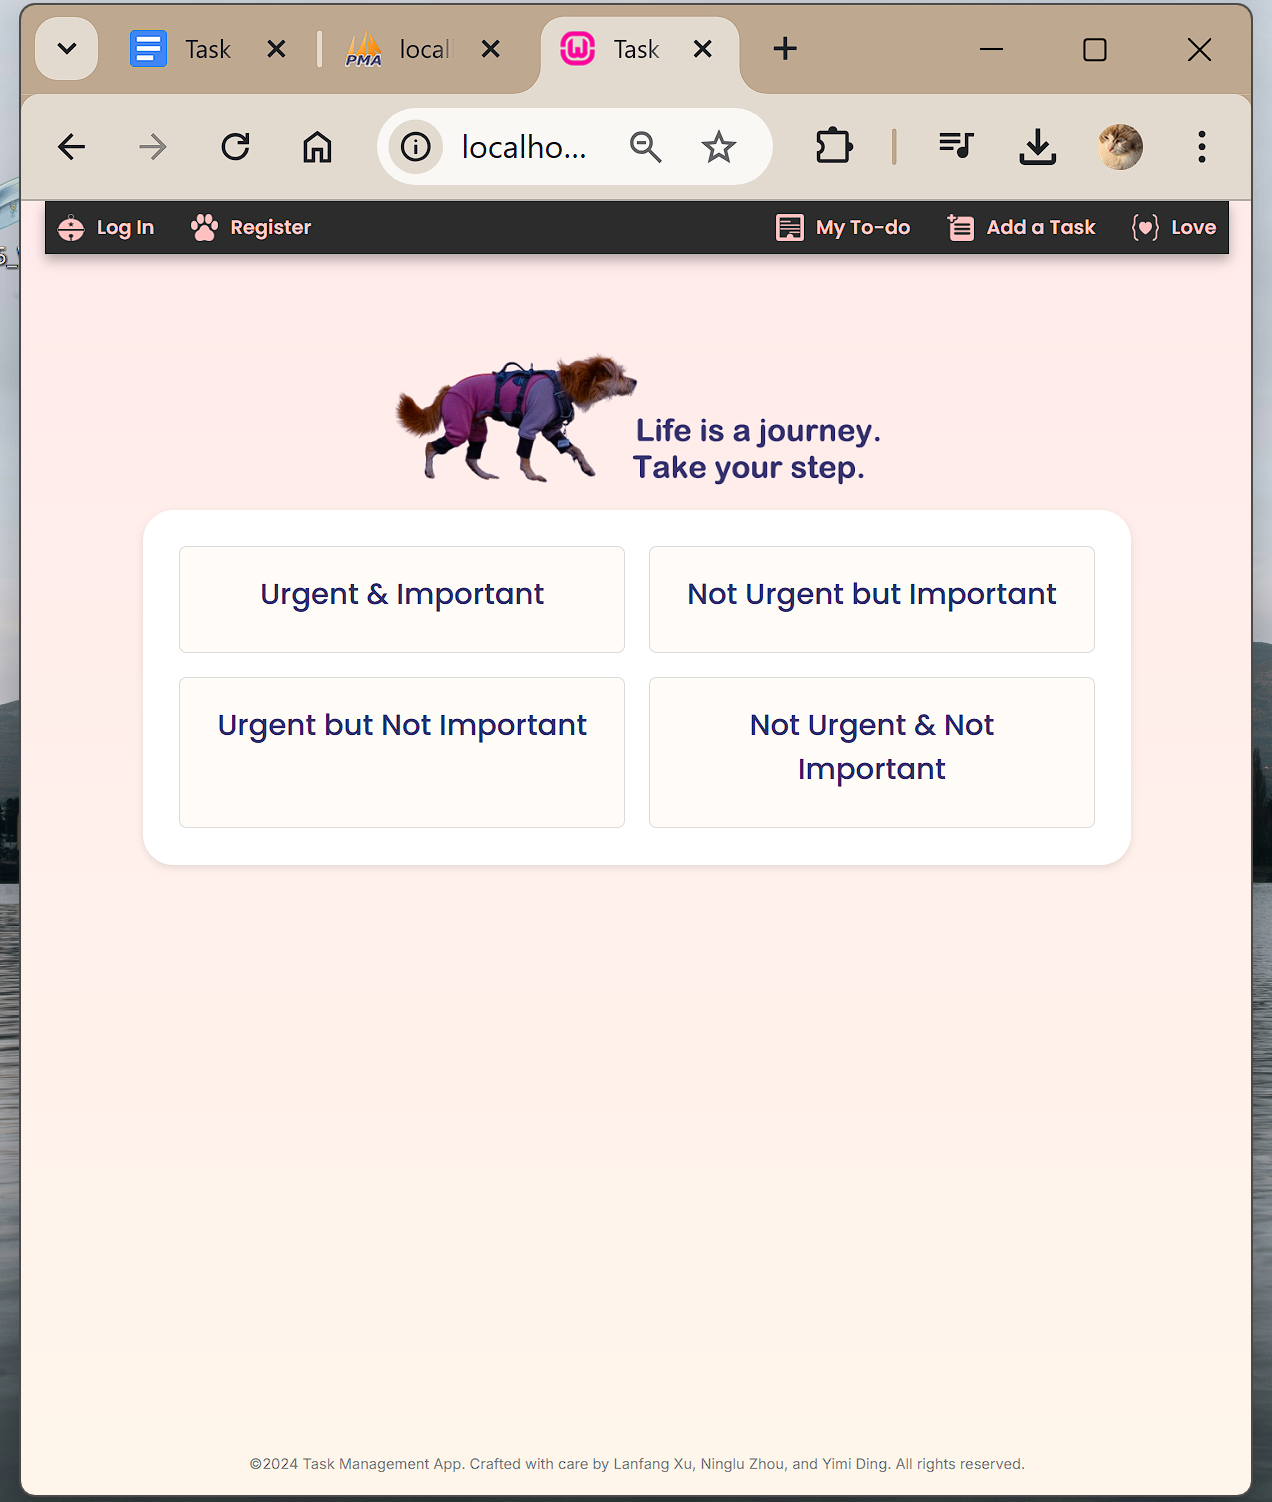 Task
local
Task
localho...
Log In
Register
My To-do
Add a Task
Love
Life is a journey.
Take your step.
Urgent & Important
Not Urgent but Important
Urgent but Not Important
Not Urgent & Not
Important
©2024 Task Management App. Crafted with care by Lanfang Xu, Ninglu Zhou, and Yimi Ding. All rights reserved.
PMA